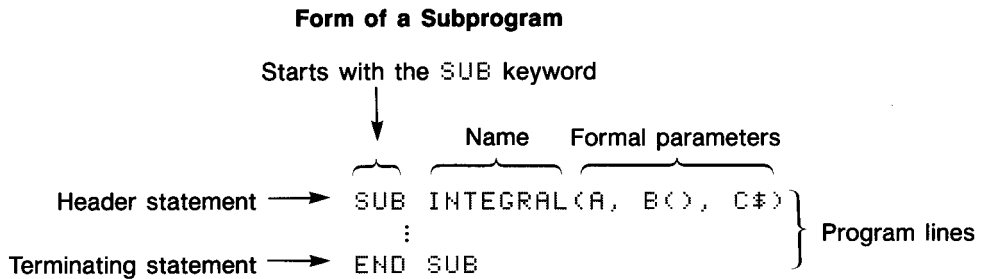 Form of a Subprogram
Starts with the SUB keyword
Name Formal parameters
Header statement SUB INTEGRAL(A, B(), C$)
Program lines
⋮
Terminating statement END SUB